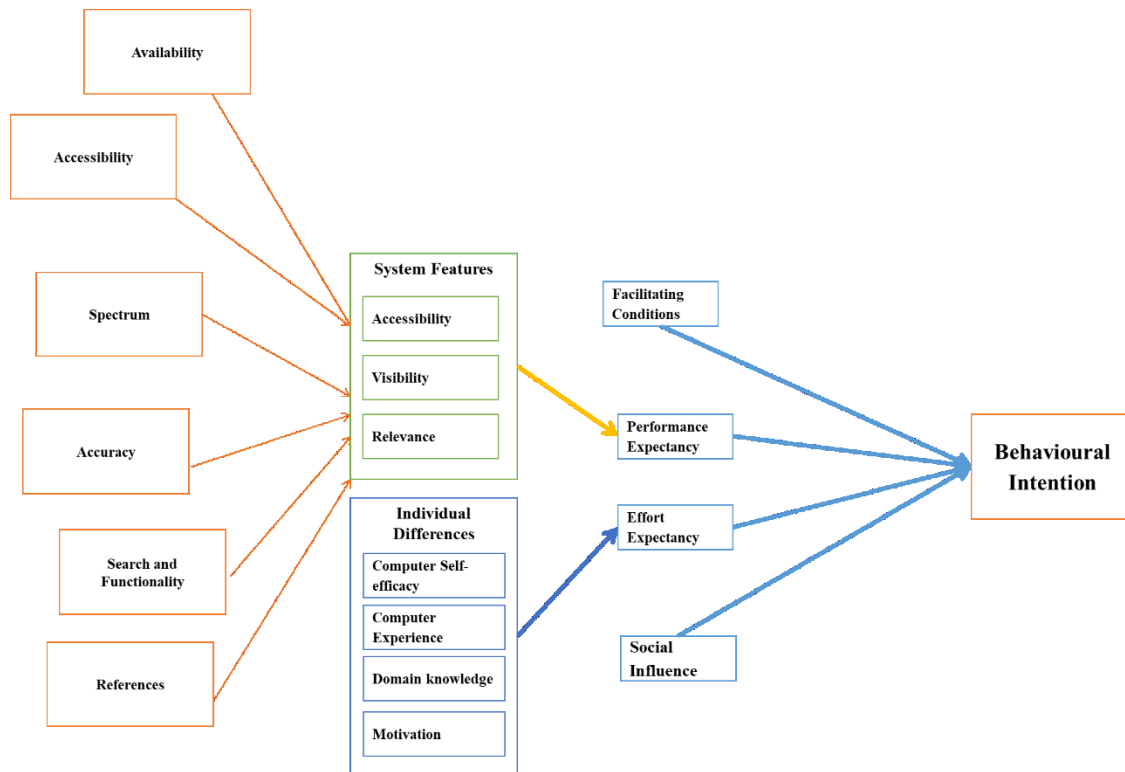 Availability
Accessibility
Spectrum
Accuracy
Search and
Functionality
References
System Features
Accessibility
Visibility
Relevance
Individual
Differences
Computer Self-
efficacy
Computer
Experience
Domain knowledge
Motivation
Facilitating
Conditions
Performance
Expectancy
Effort
Expectancy
Social
Influence
Behavioural
Intention